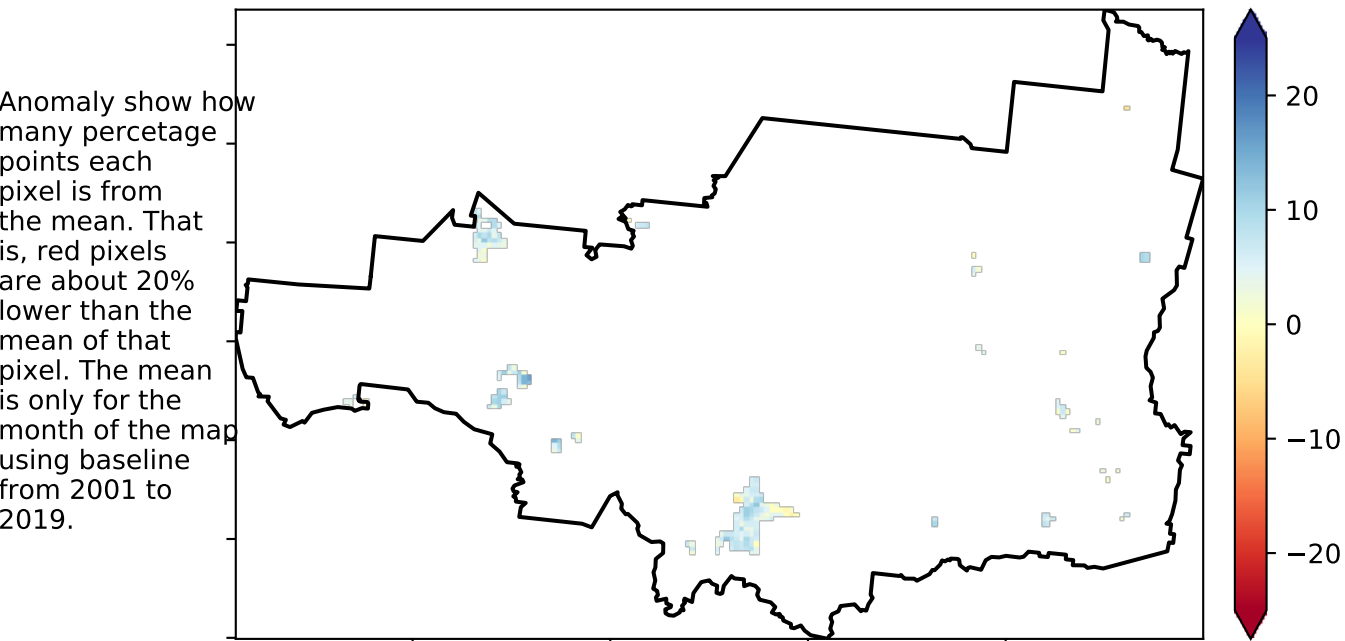 Anomaly show how
many percetage
points each
pixel is from
the mean. That
is, red pixels
are about 20%
lower than the
mean of that
pixel. The mean
is only for the
month of the map
using baseline
from 2001 to
2019.
20
10
0
−10
−20